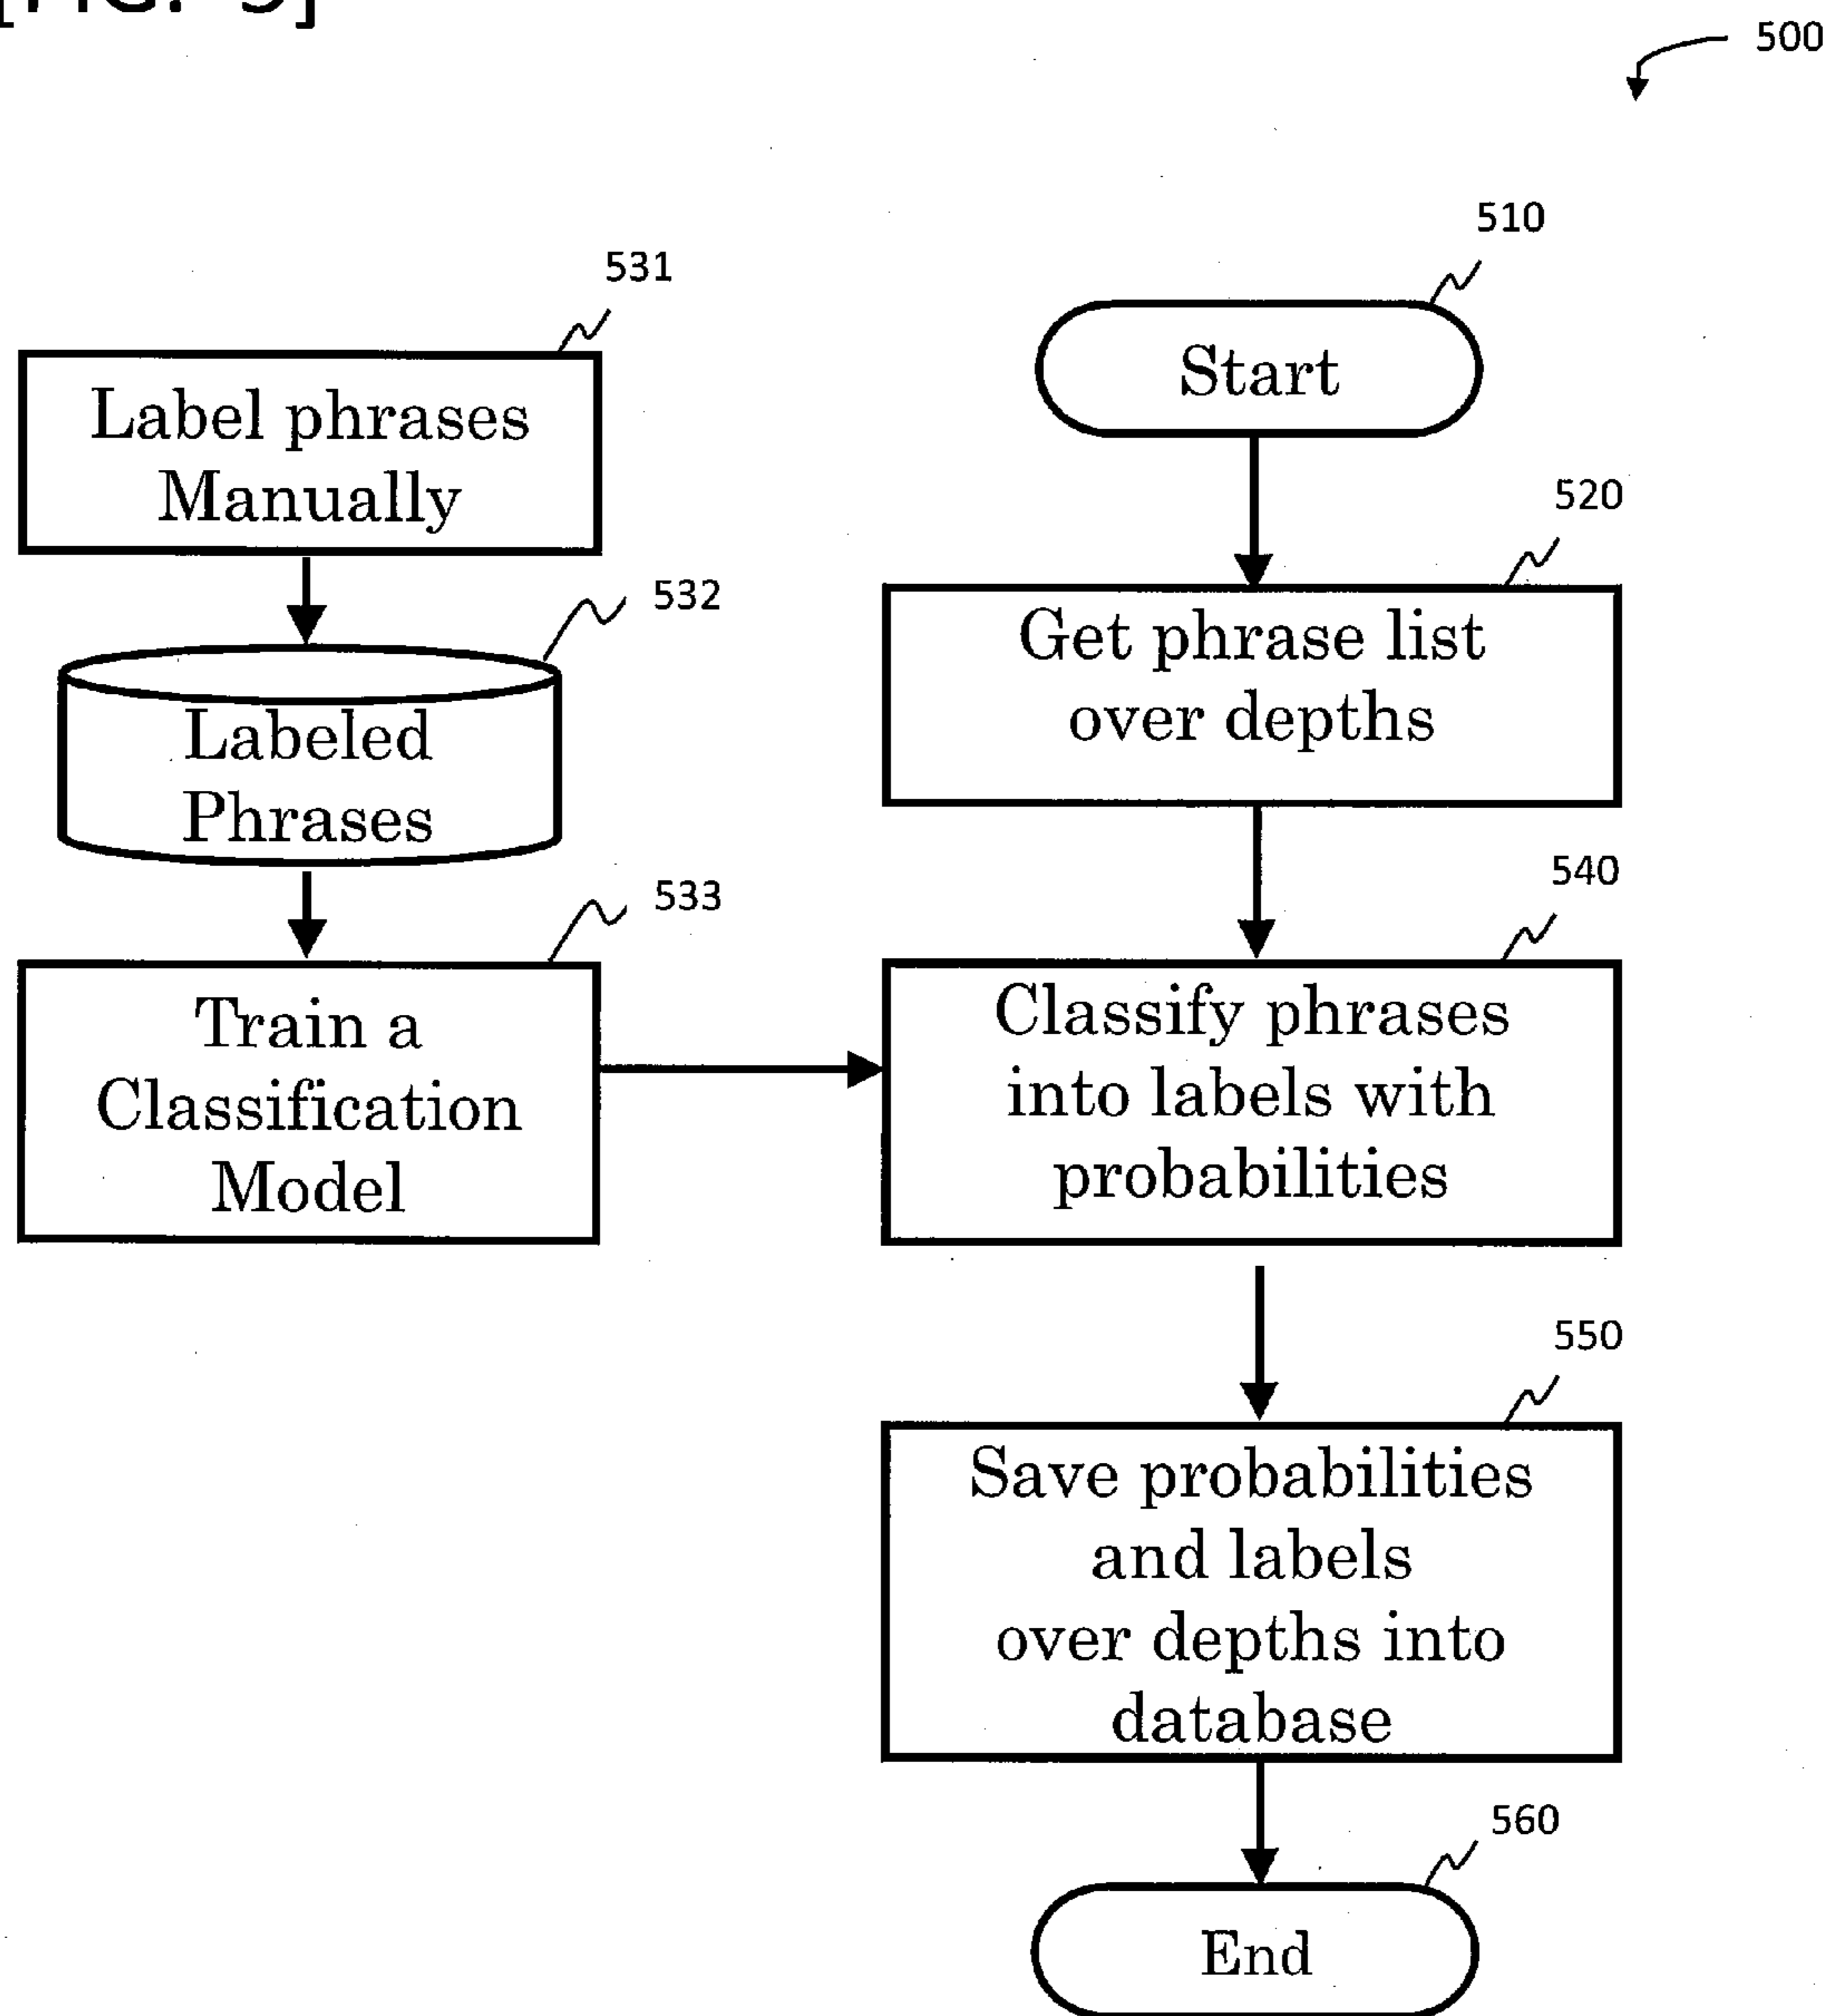 [FIG. 5]
500
510
Start
531
Label phrases
Manually
520
Get phrase list
over depths
532
Labeled
Phrases
533
Train a
Classification
Model
540
Classify phrases
into labels with
probabilities
550
Save probabilities
and labels
over depths into
database
560
End